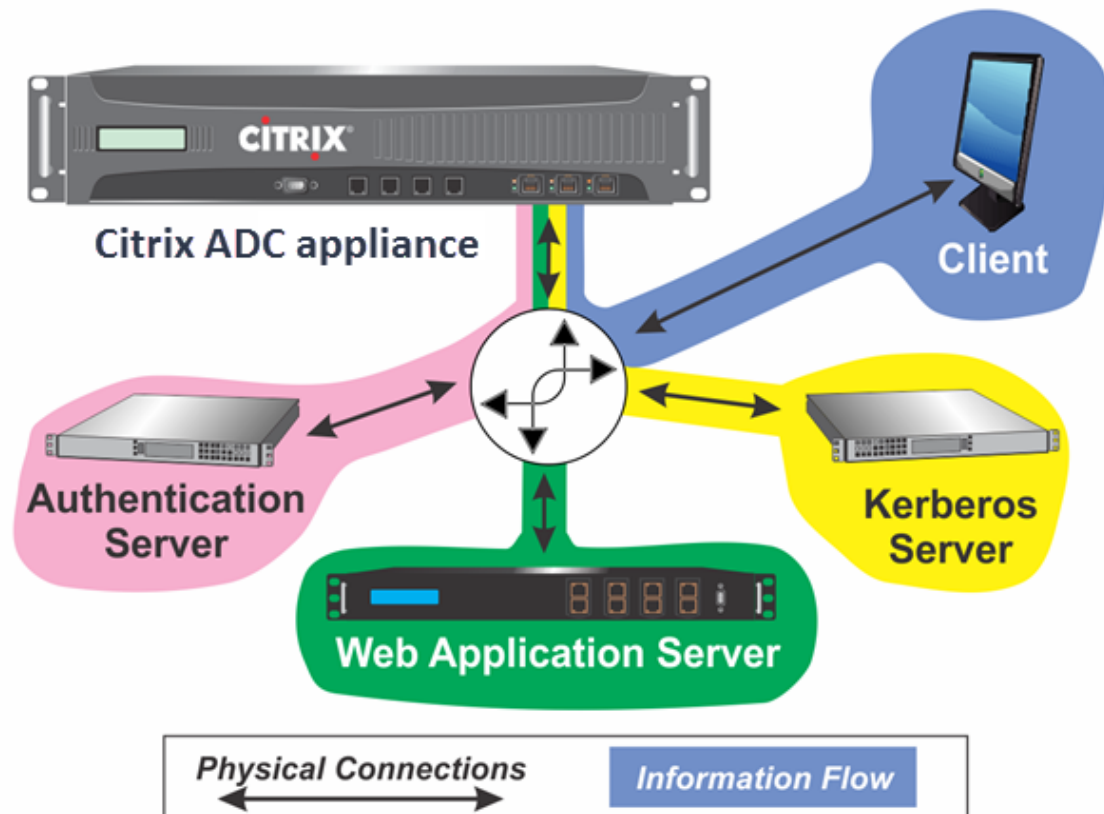 CITRIX®
Citrix ADC appliance
Client
Authentication
Server
Kerberos
Server
Web Application Server
Physical Connections
Information Flow